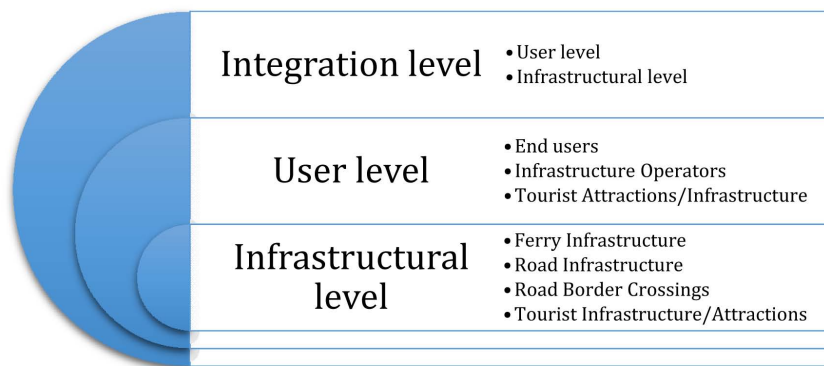 Integration level
• User level
• Infrastructural level
User level
• End users
• Infrastructure Operators
• Tourist Attractions/Infrastructure
Infrastructural
level
• Ferry Infrastructure
• Road Infrastructure
• Road Border Crossings
• Tourist Infrastructure/Attractions